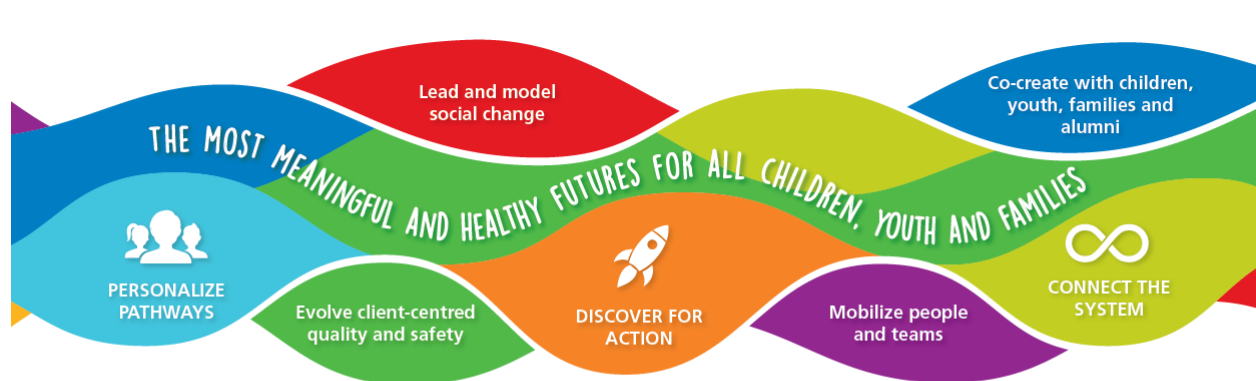 THE MOST MEANINGFUL AND HEALTHY FUTURES FOR ALL CHILDREN, YOUTH AND FAMILIES
Lead and model
social change
Co-create with children,
youth, families and
alumni
PERSONALIZE
PATHWAYS
Evolve client-centred
quality and safety
DISCOVER FOR
ACTION
Mobilize people
and teams
CONNECT THE
SYSTEM